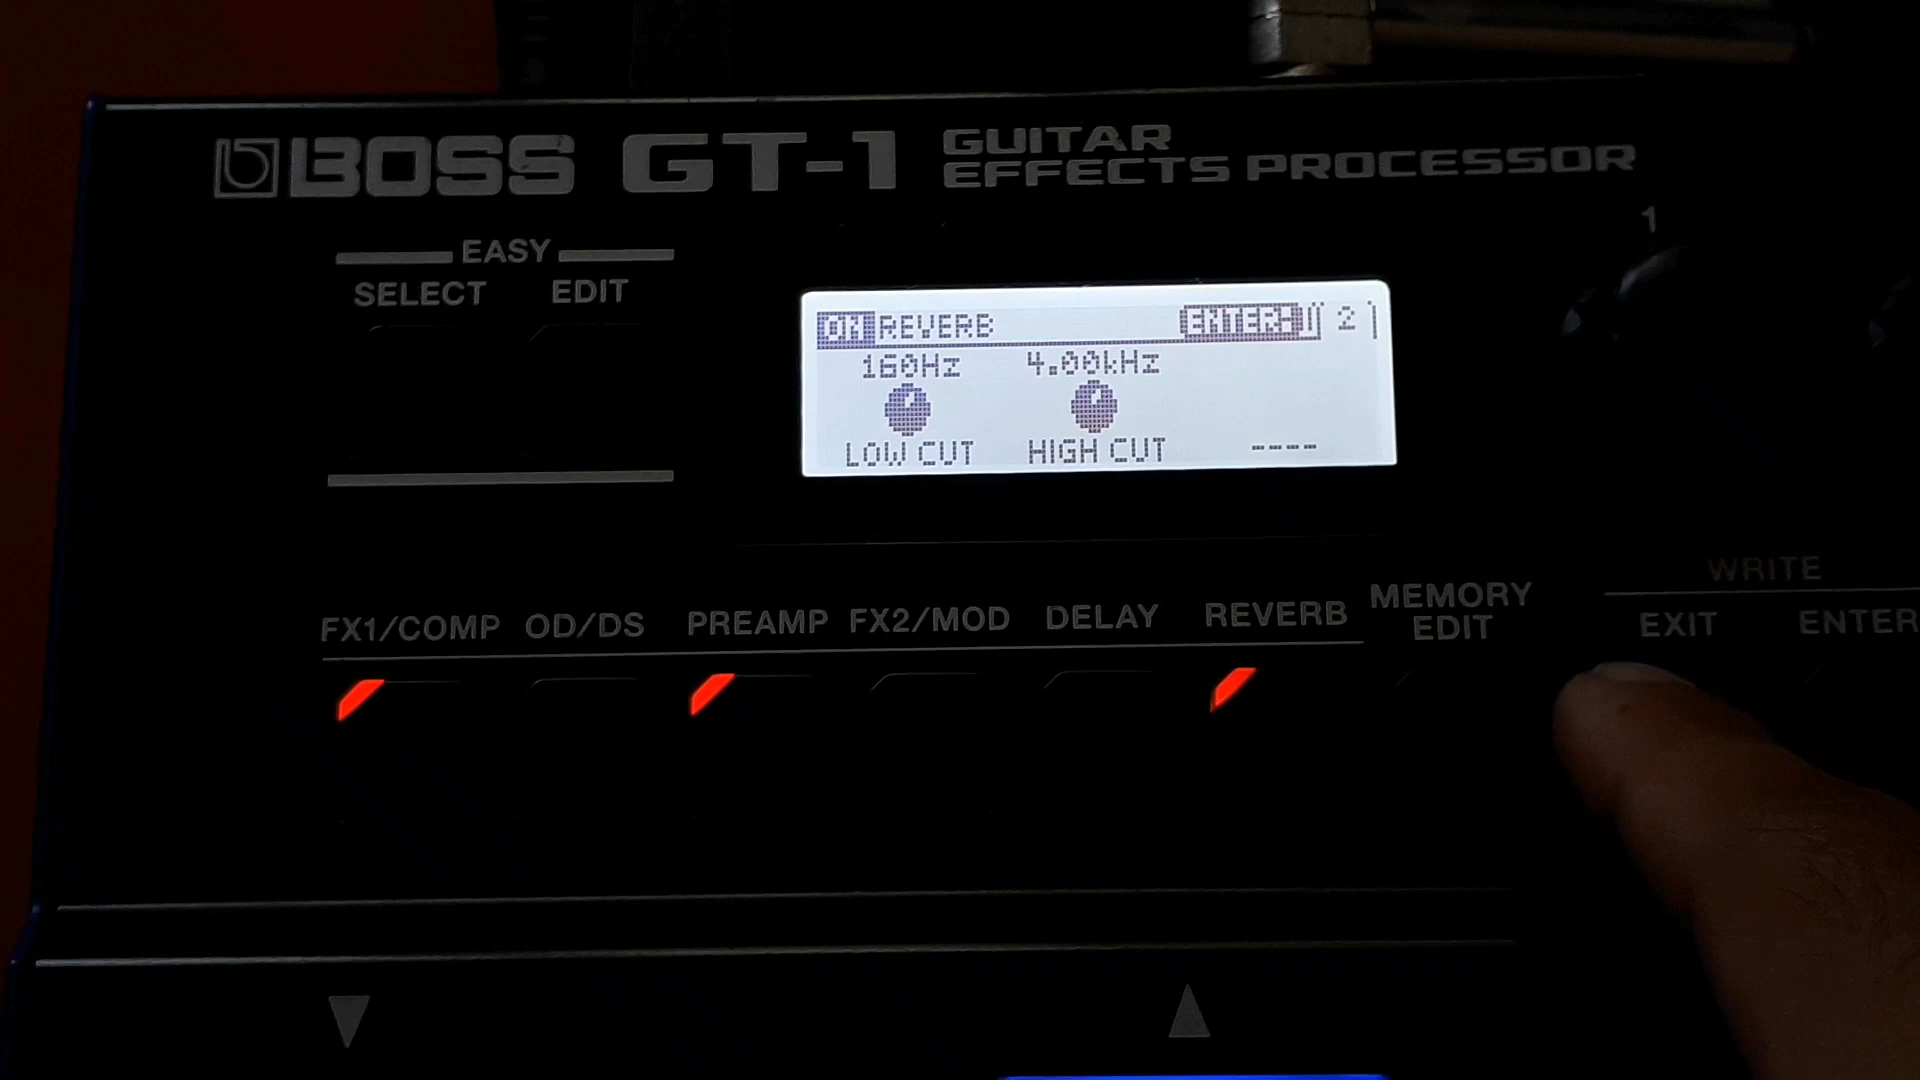 BOSS GT-1 GUITAR
EFFECTS PROCESSOR
1
EASY
SELECT EDIT
ON REVERB ENTER: 2
160Hz 4.00kHz
LOW CUT HIGH CUT ----
WRITE
FX1/COMP OD/DS PREAMP FX2/MOD DELAY REVERB MEMORY
EDIT EXIT ENTER